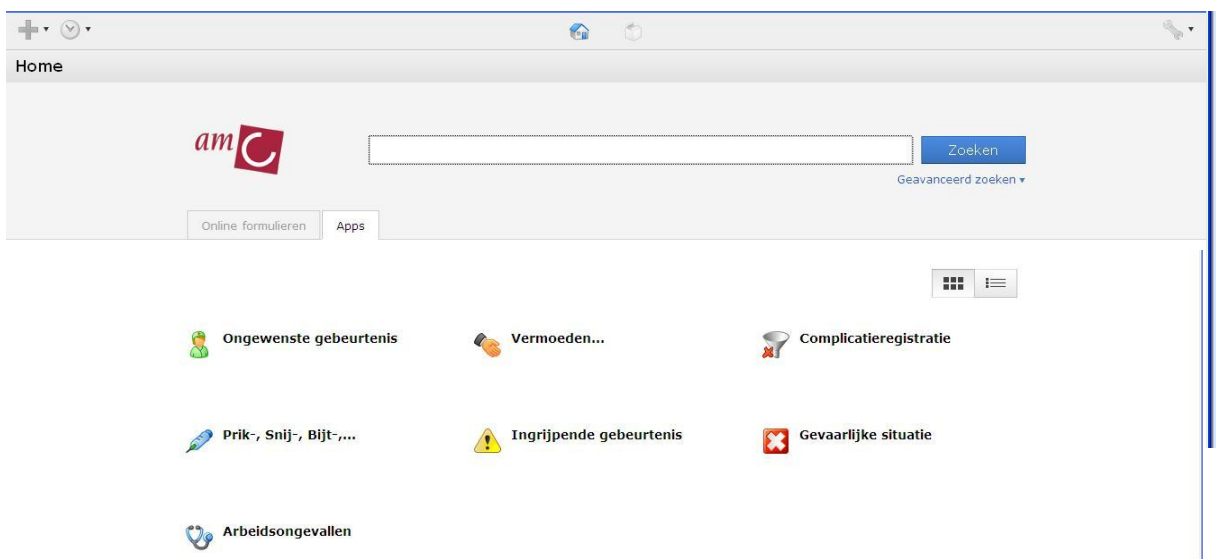 Home
amc
Zoeken
Geavanceerd zoeken
Online formulieren
Apps
Ongewenste gebeurtenis
Vermoeden...
Complicatieregistratie
Prik-, Snij-, Bijt-,...
Ingrijpende gebeurtenis
Gevaarlijke situatie
Arbeidsongevallen